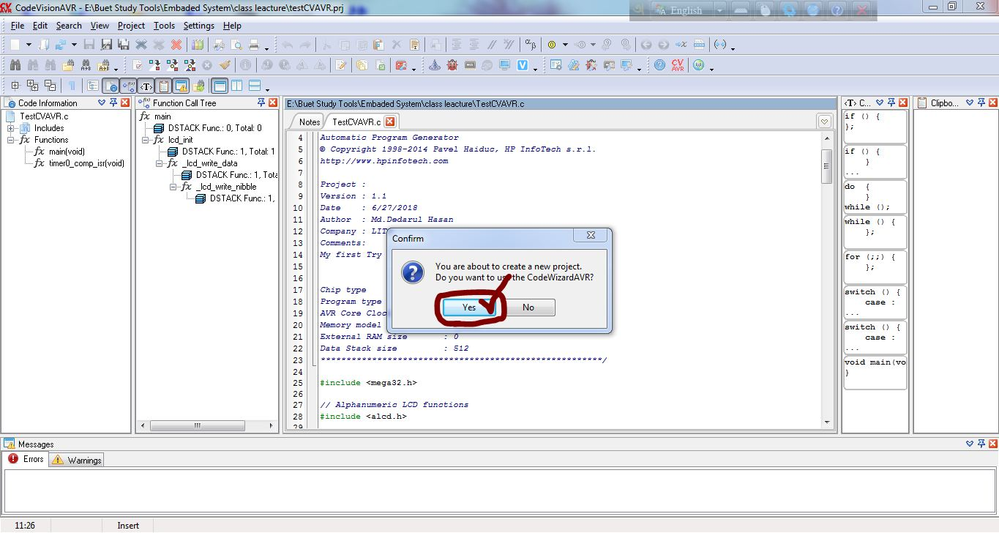 CodeVisionAVR - E:\Buet Study Tools\Embaded System\class leacture\testCVAVR.prj
English
File Edit Search View Project Tools Settings Help
Code Information
TestCVAVR.c
Includes
Functions
main(void)
timer0_comp_isr(void)
Function Call Tree
main
DSTACK Func.: 0, Total: 0
lcd_init
DSTACK Func.: 1, Total: 1
_lcd_write_data
DSTACK Func.: 1, Tota
_lcd_write_nibble
DSTACK Func.: 1,
E:\Buet Study Tools\Embaded System\class leacture\TestCVAVR.c
Notes TestCVAVR.c
4 Automatic Program Generator
5 © Copyright 1998-2014 Pavel Haiduc, HP InfoTech s.r.l.
6 http://www.hpinfotech.com
7
8 Project :
9 Version : 1.1
10 Date : 6/27/2018
11 Author : Md.Dedarul Hasan
12 Company : LIT
13 Comments:
14 My first Try
15
16
17 Chip type
18 Program type
19 AVR Core Cloc
20 Memory model
21 External RAM size : 0
22 Data Stack size : 512
23 *******************************************************/
24
25 #include <mega32.h>
26
27 // Alphanumeric LCD functions
28 #include <alcd.h>
29
Confirm
You are about to create a new project.
Do you want to use the CodeWizardAVR?
Yes No
<T> C...
if () {
};
if () {
}
...
do {
}
while ();
while () {
};
for (;;) {
};
switch () {
case :
...
switch () {
case :
...
void main(vo
}
Clipbo...
Messages
Errors Warnings
11:26 Insert